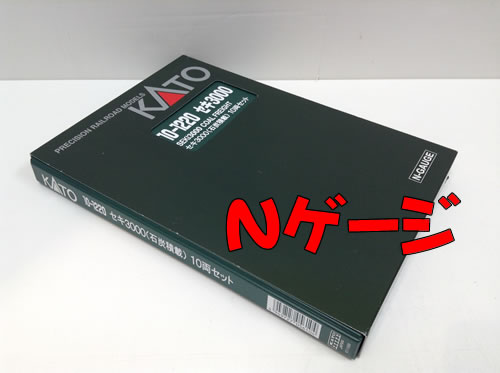 PRECISION RAILROAD MODELS
KATO
10-1220 セキ3000
SEKI3000 COAL FREIGHT
セキ3000(石炭積載) 10両セット
N-GAUGE
Nゲージ
KATO 10-1220 セキ3000(石炭積載) 10両セット